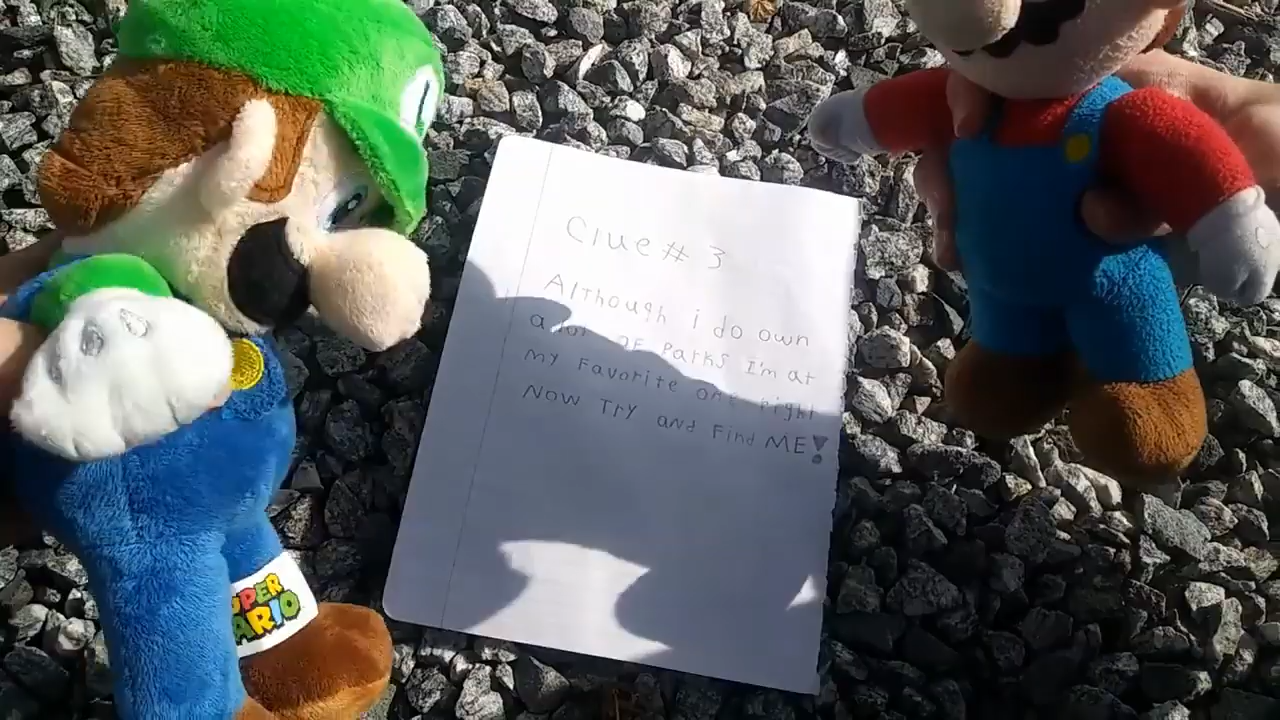 Clue # 3
Although i do own
a lot OF Parks I'm at
my Favorite one right
Now Try and Find ME!
SUPER
MARIO
L